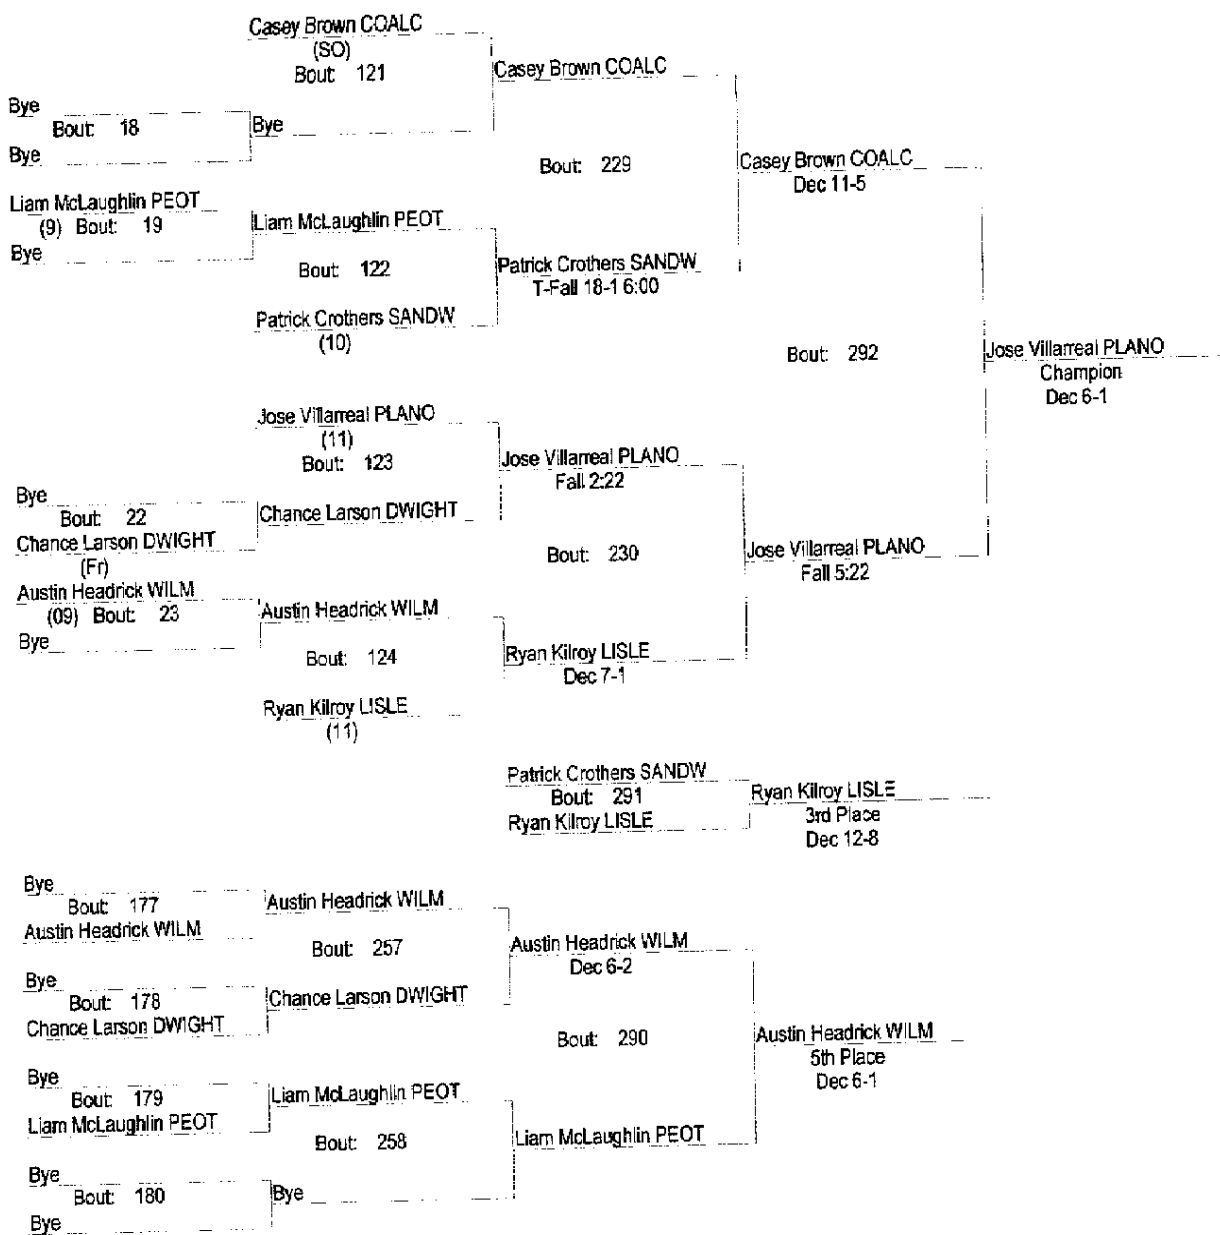 Casey Brown COALC
(SO)
Bout: 121
Casey Brown COALC
Bye
Bout: 18
Bye
Bye
Bout: 229
Casey Brown COALC
Dec 11-5
Liam McLaughlin PEOT
(9) Bout: 19
Bye
Liam McLaughlin PEOT
Bout: 122
Patrick Crothers SANDW
T-Fall 18-1 6:00
Patrick Crothers SANDW
(10)
Bout: 292
Jose Villarreal PLANO
Champion
Dec 6-1
Jose Villarreal PLANO
(11)
Bout: 123
Jose Villarreal PLANO
Fall 2:22
Bye
Bout: 22
Chance Larson DWIGHT
(Fr)
Chance Larson DWIGHT
Bout: 230
Jose Villarreal PLANO
Fall 5:22
Austin Headrick WILM
(09) Bout: 23
Bye
Austin Headrick WILM
Bout: 124
Ryan Kilroy LISLE
Dec 7-1
Ryan Kilroy LISLE
(11)
Patrick Crothers SANDW
Bout: 291
Ryan Kilroy LISLE
Ryan Kilroy LISLE
3rd Place
Dec 12-8
Bye
Bout: 177
Austin Headrick WILM
Austin Headrick WILM
Bout: 257
Austin Headrick WILM
Dec 6-2
Bye
Bout: 178
Chance Larson DWIGHT
Chance Larson DWIGHT
Bout: 290
Austin Headrick WILM
5th Place
Dec 6-1
Bye
Bout: 179
Liam McLaughlin PEOT
Liam McLaughlin PEOT
Bout: 258
Liam McLaughlin PEOT
Bye
Bout: 180
Bye
Bye